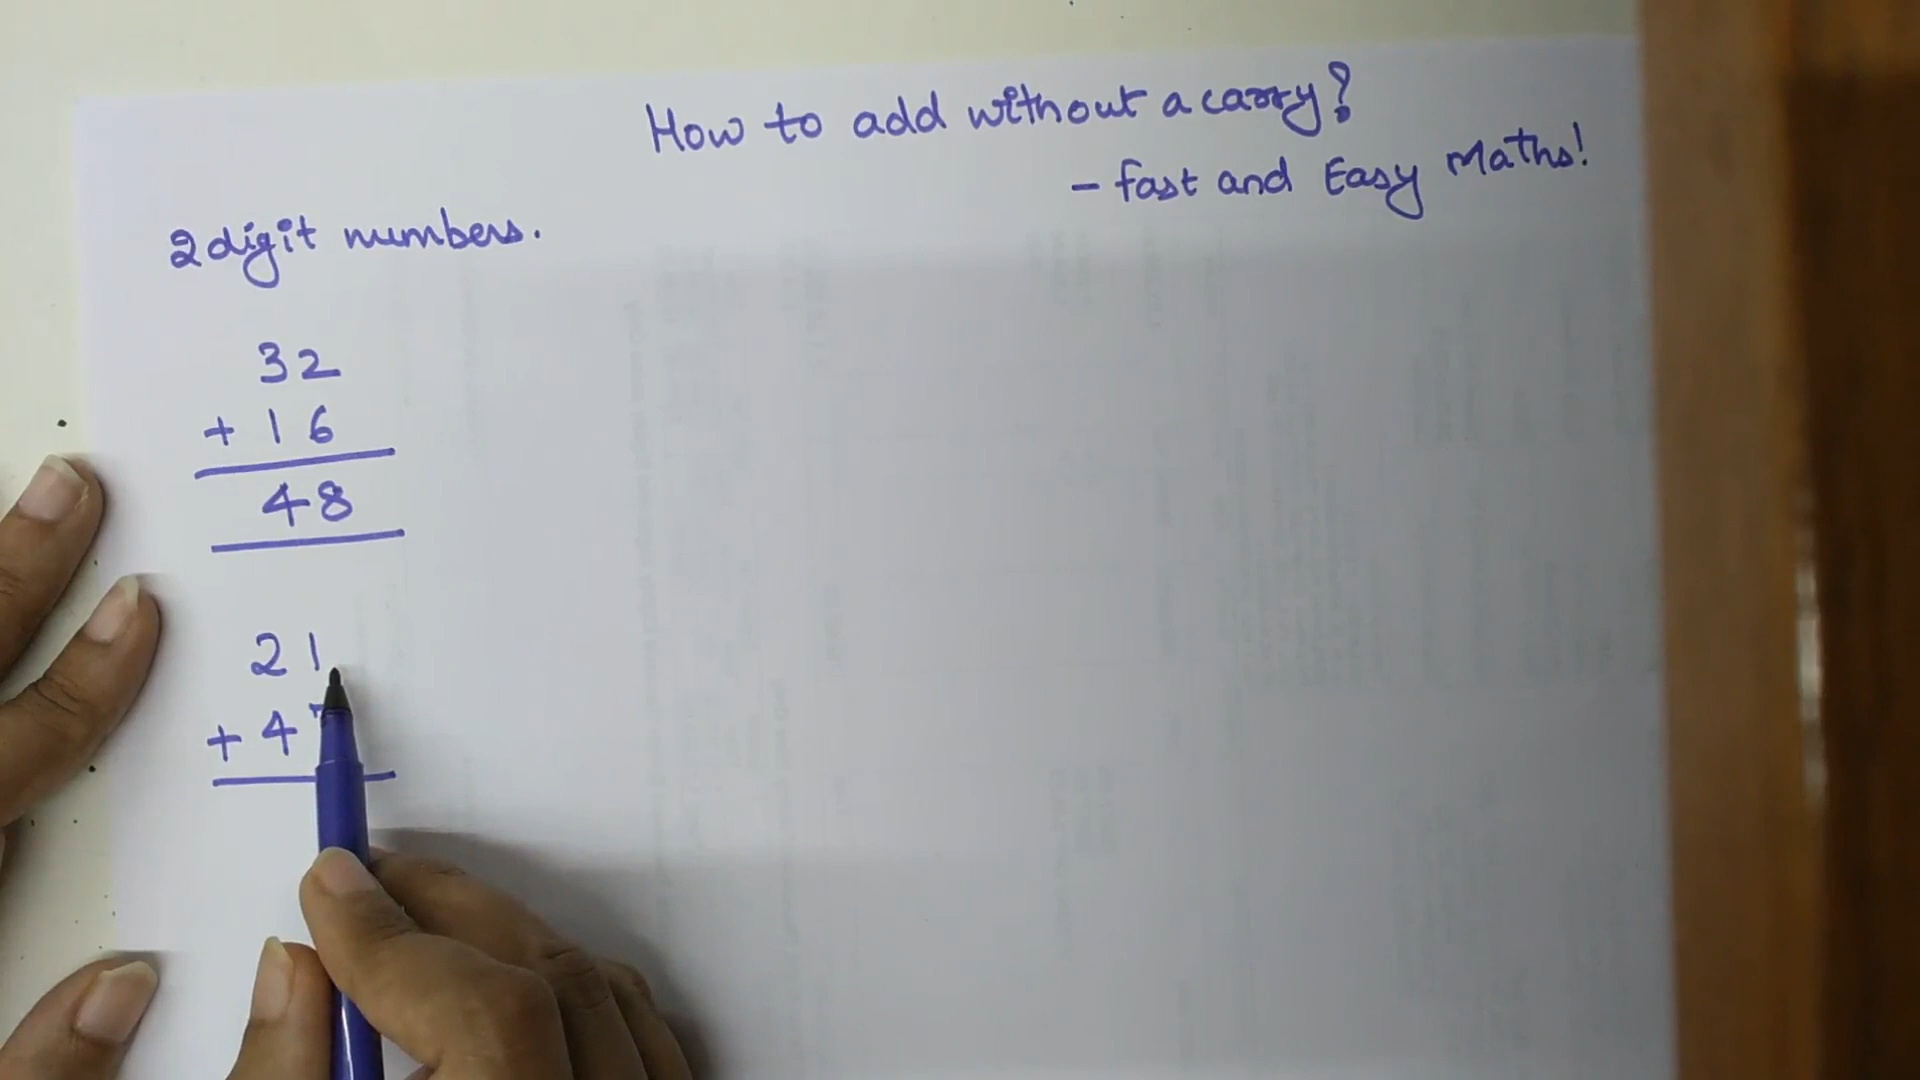 How to add without a carry?
- fast and Easy Maths!
2 digit numbers.
32
+ 16
48
21
+ 4